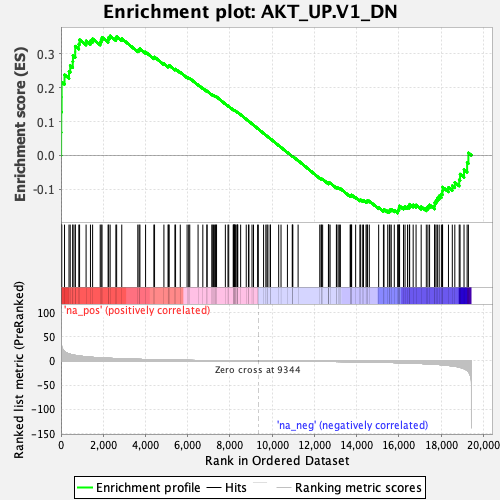 Enrichment plot: AKT_UP.V1_DN
Enrichment score (ES)
0.3
0.2
0.1
0.0
-0.1
'na_pos' (positively correlated)
Ranked list metric (PreRanked)
100
50
0
-50
-100
-150
Zero cross at 9344
'na_neg' (negatively correlated)
0
2,000
4,000
6,000
8,000
10,000
12,000
14,000
16,000
18,000
20,000
Rank in Ordered Dataset
Enrichment profile
Hits
Ranking metric scores